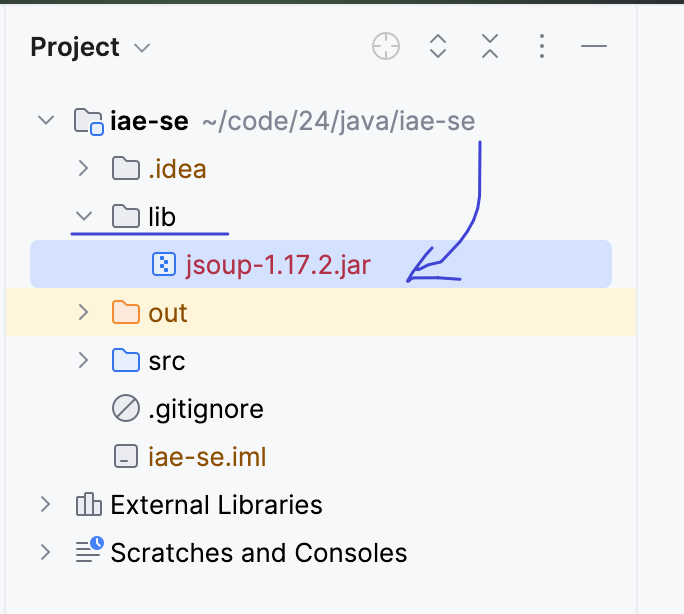 Project
iae-se ~/code/24/java/iae-se
.idea
lib
jsoup-1.17.2.jar
out
src
.gitignore
iae-se.iml
External Libraries
Scratches and Consoles